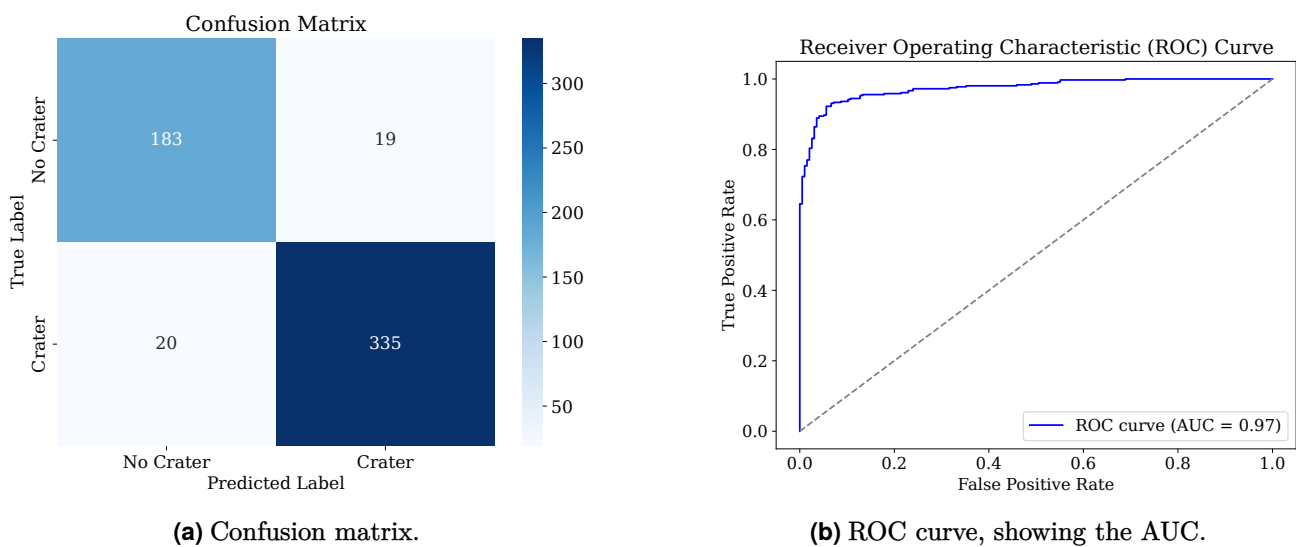 Confusion Matrix
No Crater
Crater
True Label
183
19
20
335
No Crater
Crater
Predicted Label
300
250
200
150
100
50
(a) Confusion matrix.
Receiver Operating Characteristic (ROC) Curve
True Positive Rate
1.0
0.8
0.6
0.4
0.2
0.0
ROC curve (AUC = 0.97)
0.0 0.2 0.4 0.6 0.8 1.0
False Positive Rate
(b) ROC curve, showing the AUC.